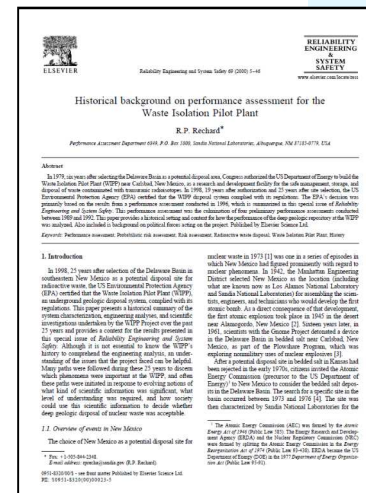 ELSEVIER
Reliability Engineering and System Safety 69 (2000) 5–46
RELIABILITY
ENGINEERING
&
SYSTEM
SAFETY
www.elsevier.com/locate/ress
Historical background on performance assessment for the
Waste Isolation Pilot Plant
R.P. Rechard*
Performance Assessment Department 6849, P.O. Box 5800, Sandia National Laboratories, Albuquerque, NM 87185-0779, USA
Abstract
In 1979, six years after selecting the Delaware Basin as a potential disposal area, Congress authorized the US Department of Energy to build the
Waste Isolation Pilot Plant (WIPP) near Carlsbad, New Mexico, as a research and development facility for the safe management, storage, and
disposal of waste contaminated with transuranic radioisotopes. In 1998, 19 years after authorization and 25 years after site selection, the US
Environmental Protection Agency (EPA) certified that the WIPP disposal system complied with its regulations. The EPA's decision was
primarily based on the results from a performance assessment conducted in 1996, which is summarized in this special issue of Reliability
Engineering and System Safety. This performance assessment was the culmination of four preliminary performance assessments conducted
between 1989 and 1992. This paper provides a historical setting and context for how the performance of the deep geologic repository at the WIPP
was analyzed. Also included is background on political forces acting on the project. Published by Elsevier Science Ltd.
Keywords: Performance assessment; Probabilistic risk assessment; Risk assessment; Radioactive waste disposal; Waste Isolation Pilot Plant; History
1. Introduction
In 1998, 25 years after selection of the Delaware Basin in
southeastern New Mexico as a potential disposal site for
radioactive waste, the US Environmental Protection Agency
(EPA) certified that the Waste Isolation Pilot Plant (WIPP),
an underground geologic disposal system, complied with its
regulations. This paper presents a historical summary of the
system characterization, engineering analyses, and scientific
investigations undertaken by the WIPP Project over the past
25 years and provides a context for the results presented in
this special issue of Reliability Engineering and System
Safety. Although it is not essential to know the WIPP's
history to comprehend the engineering analysis, an under-
standing of the issues that the project faced can be helpful.
Many paths were followed during these 25 years to discern
which phenomena were important at the WIPP, and often
these paths were initiated in response to evolving notions of
what kind of scientific information was significant, what
level of understanding was required, and how society
could use this scientific information to decide whether
deep geologic disposal of nuclear waste was acceptable.
1.1. Overview of events in New Mexico
The choice of New Mexico as a potential disposal site for
* Fax: +1-505-844-2348.
E-mail address: rprecha@sandia.gov (R.P. Rechard).
nuclear waste in 1973 [1] was one in a series of episodes in
which New Mexico had figured prominently with regard to
nuclear phenomena. In 1942, the Manhattan Engineering
District selected New Mexico as the location (including
what are known now as Los Alamos National Laboratory
and Sandia National Laboratories) for assembling the scien-
tists, engineers, and technicians who would develop the first
atomic bomb. As a direct consequence of that development,
the first atomic explosion took place in 1945 in the desert
near Alamogordo, New Mexico [2]. Sixteen years later, in
1961, scientists with the Gnome Project detonated a device
in the Delaware Basin in bedded salt near Carlsbad, New
Mexico, as part of the Plowshare Program, which was
exploring nonmilitary uses of nuclear explosives [3].
After a potential disposal site in bedded salt in Kansas had
been rejected in the early 1970s, citizens invited the Atomic
Energy Commission (precursor to the US Department of
Energy)¹ to New Mexico to consider the bedded salt depos-
its in the Delaware Basin. The search for a specific site in the
basin occurred between 1973 and 1976 [4]. The site was
then characterized by Sandia National Laboratories for the
¹ The Atomic Energy Commission (AEC) was formed by the Atomic
Energy Act of 1946 (Public Law 585). The Energy Research and Develop-
ment Agency (ERDA) and the Nuclear Regulatory Commission (NRC)
were formed by splitting the Atomic Energy Commission in the Energy
Reorganization Act of 1974 (Public Law 93-438). ERDA became the US
Department of Energy (DOE) in the 1977 Department of Energy Organiza-
tion Act (Public Law 95-91).
0951-8320/00/$ - see front matter Published by Elsevier Science Ltd.
PII: S0951-8320(00)00023-5